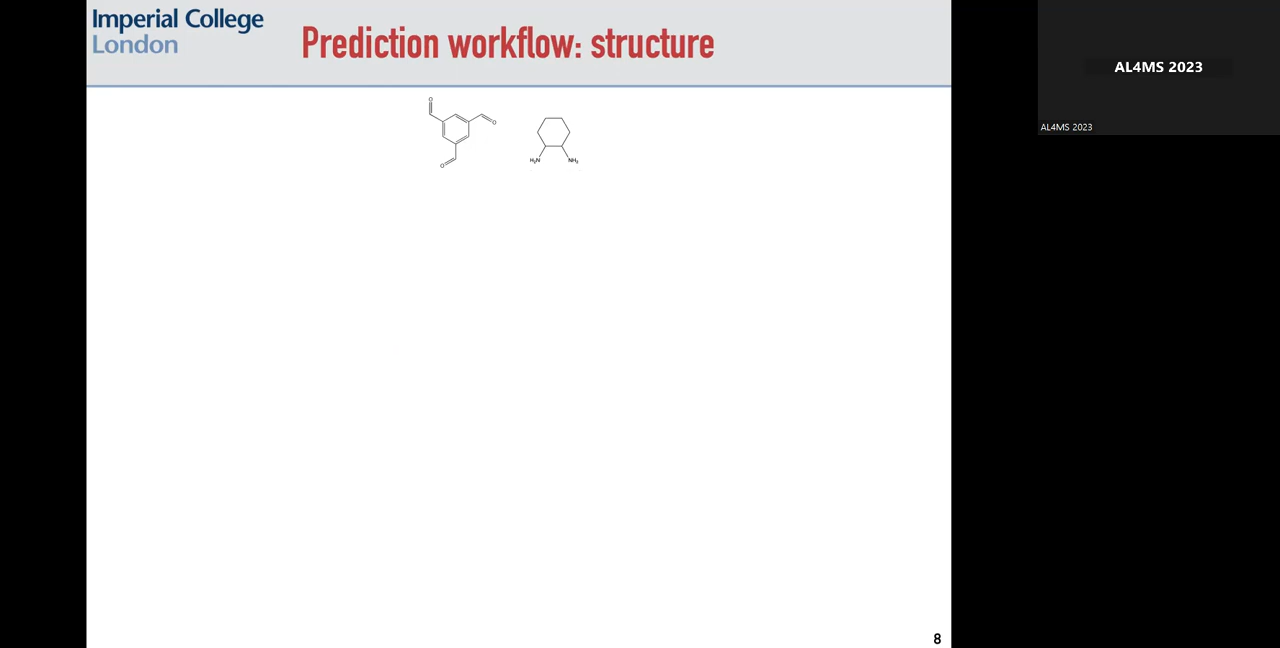 Imperial College
London
Prediction workflow: structure
AL4MS 2023
AL4MS 2023
O
O
O
H₂N
NH₂
8